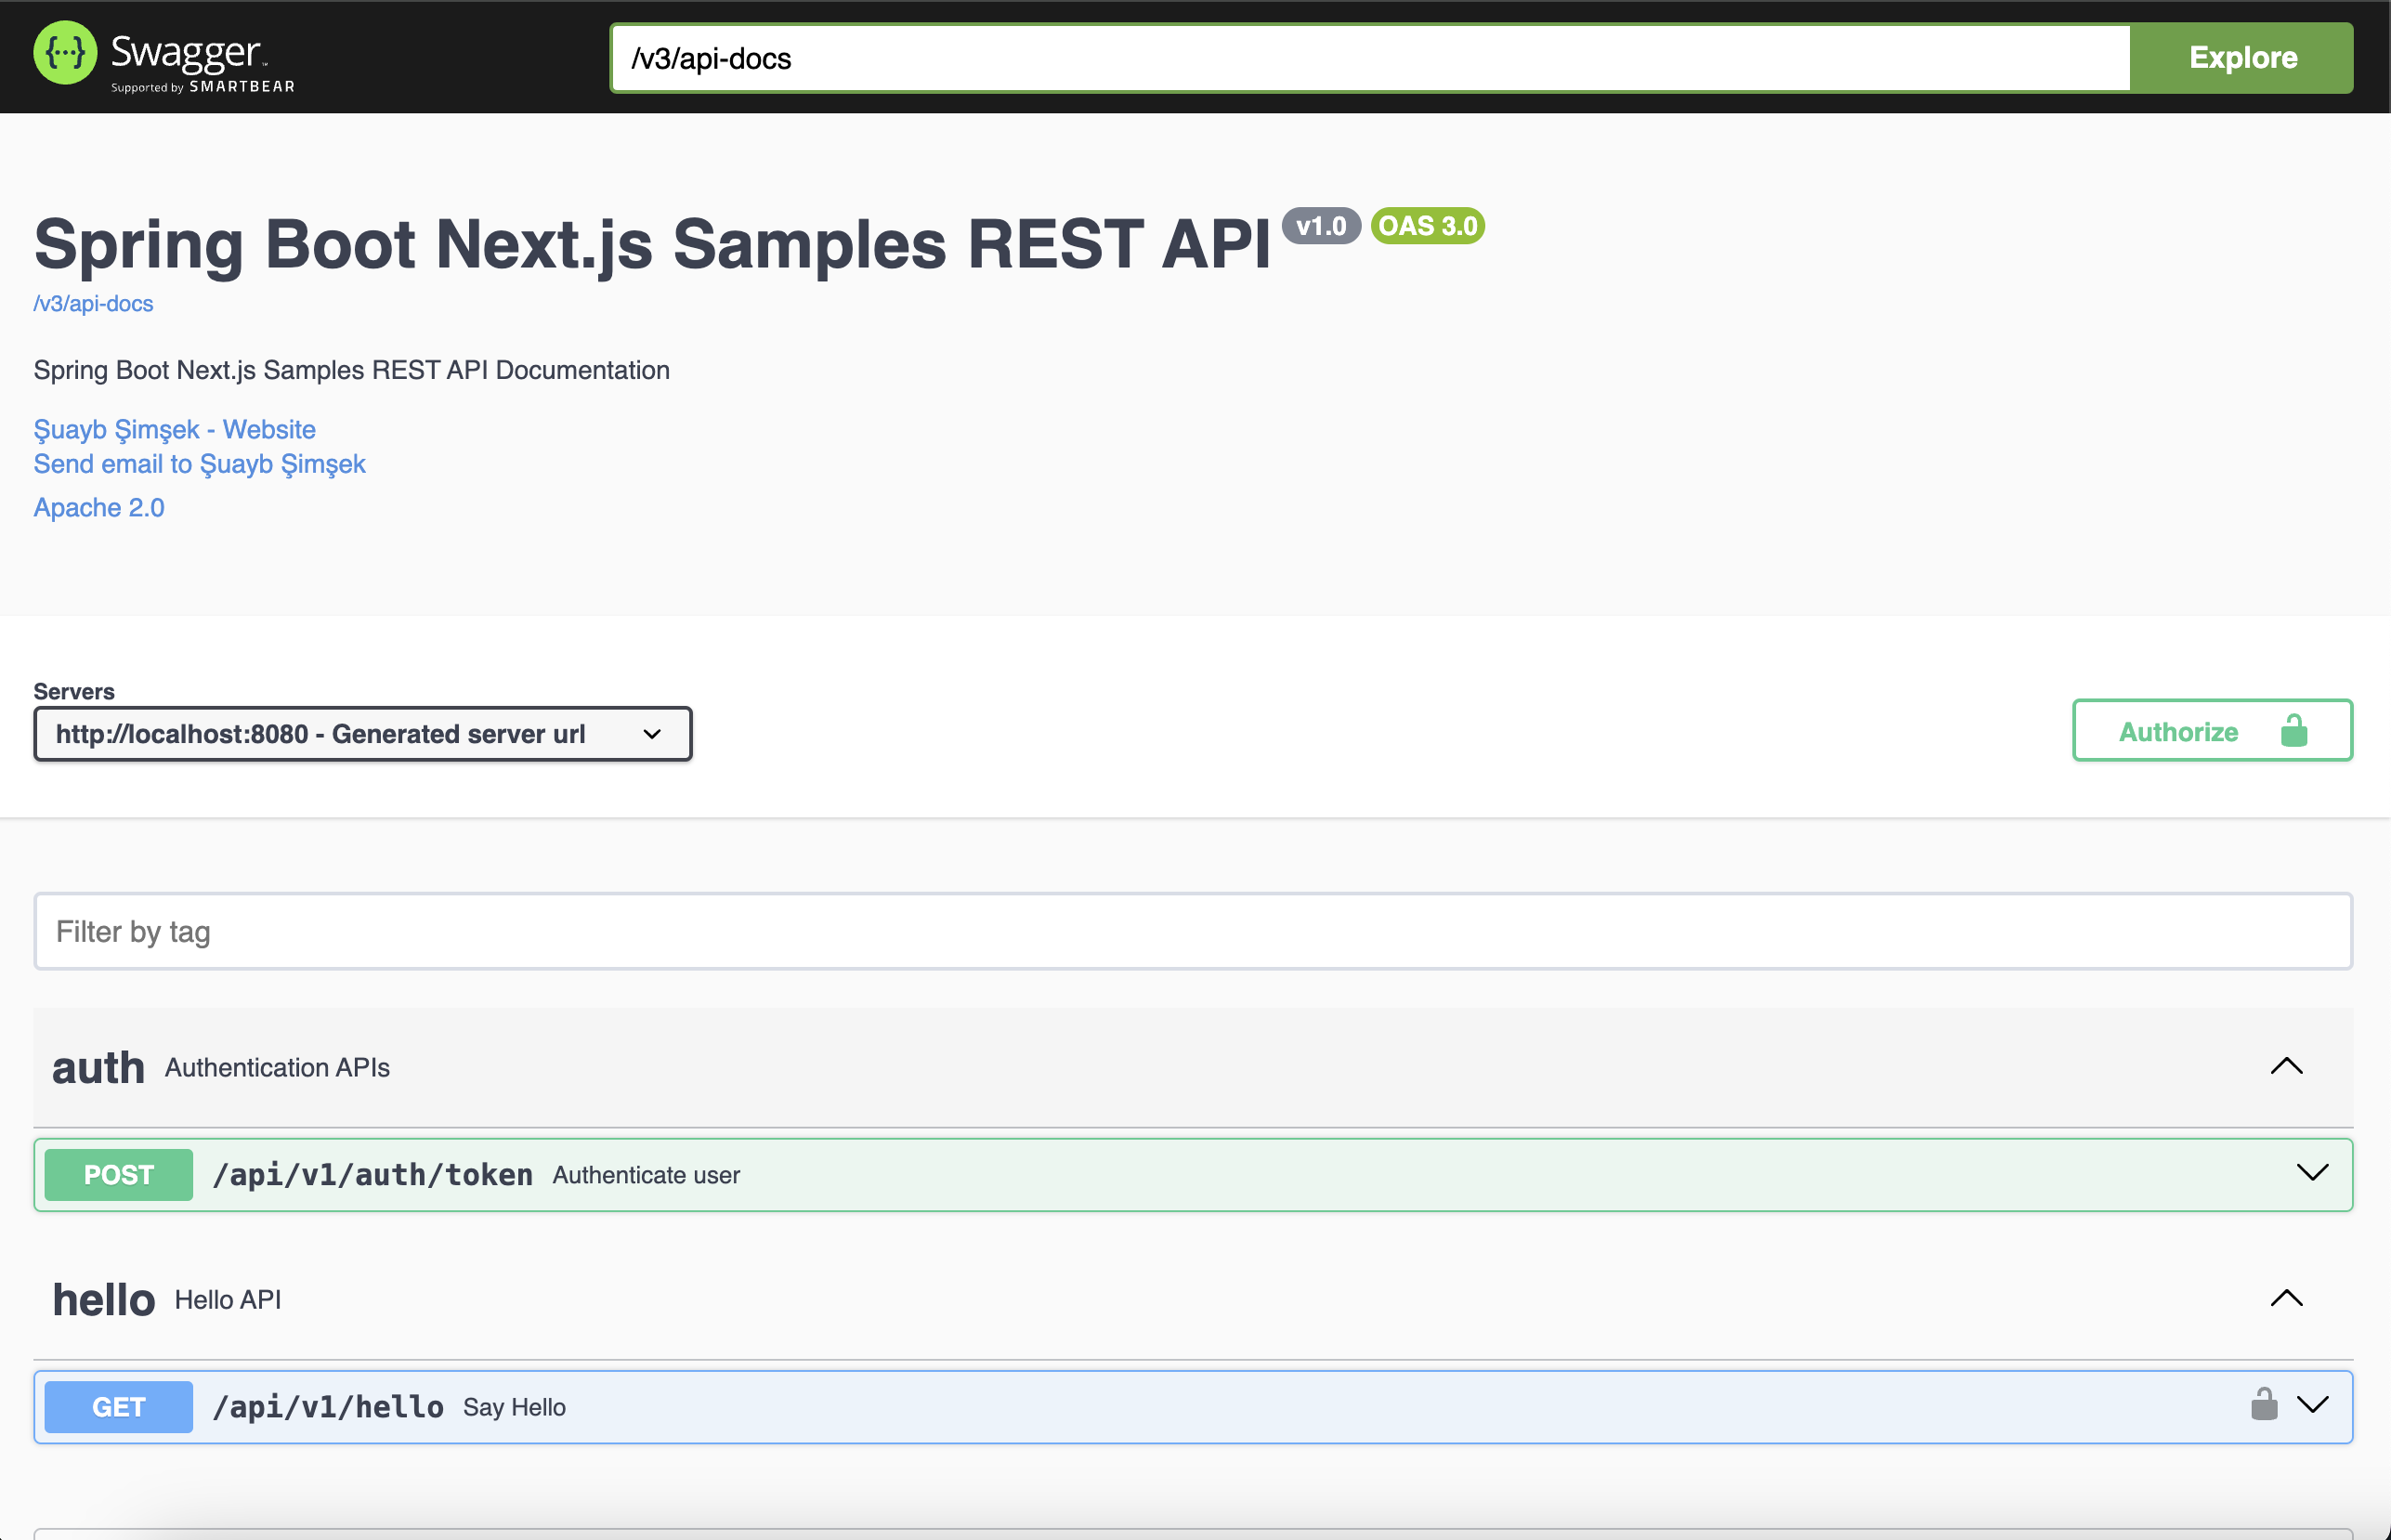 Swagger™
Supported by SMARTBEAR
/v3/api-docs
Explore
Spring Boot Next.js Samples REST API v1.0 OAS 3.0
/v3/api-docs
Spring Boot Next.js Samples REST API Documentation
Şuayb Şimşek - Website
Send email to Şuayb Şimşek
Apache 2.0
Servers
http://localhost:8080 - Generated server url
Authorize
Filter by tag
auth Authentication APIs
POST /api/v1/auth/token Authenticate user
hello Hello API
GET /api/v1/hello Say Hello